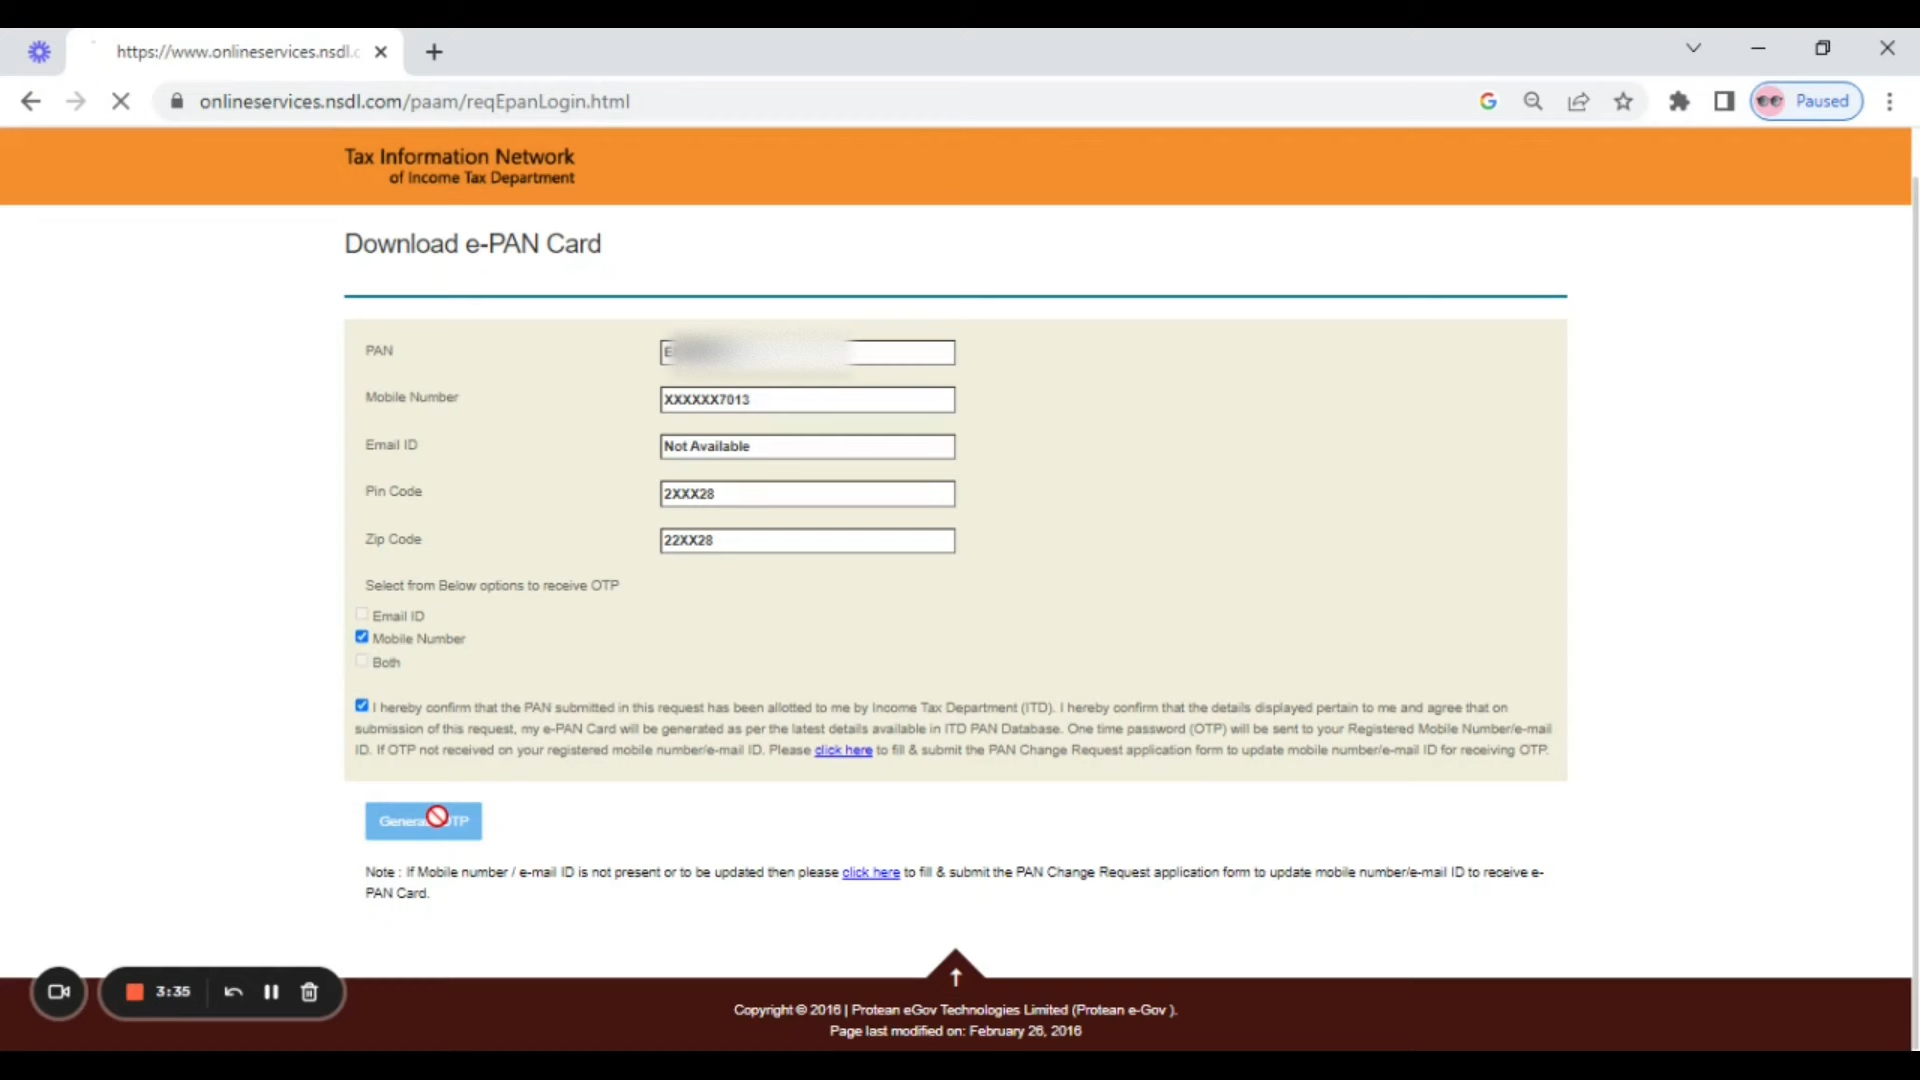 https://www.onlineservices.nsdl.c
onlineservices.nsdl.com/paam/reqEpanLogin.html
Paused
Tax Information Network
of Income Tax Department
Download e-PAN Card
PAN
Mobile Number XXXXXX7013
Email ID Not Available
Pin Code 2XXX28
Zip Code 22XX28
Select from Below options to receive OTP
Email ID
Mobile Number
Both
I hereby confirm that the PAN submitted in this request has been allotted to me by Income Tax Department (ITD). I hereby confirm that the details displayed pertain to me and agree that on
submission of this request, my e-PAN Card will be generated as per the latest details available in ITD PAN Database. One time password (OTP) will be sent to your Registered Mobile Number/e-mail
ID. If OTP not received on your registered mobile number/e-mail ID. Please click here to fill & submit the PAN Change Request application form to update mobile number/e-mail ID for receiving OTP.
Note : If Mobile number / e-mail ID is not present or to be updated then please click here to fill & submit the PAN Change Request application form to update mobile number/e-mail ID to receive e-
PAN Card.
3:35
Copyright © 2016 | Protean eGov Technologies Limited (Protean e-Gov ).
Page last modified on: February 26, 2016